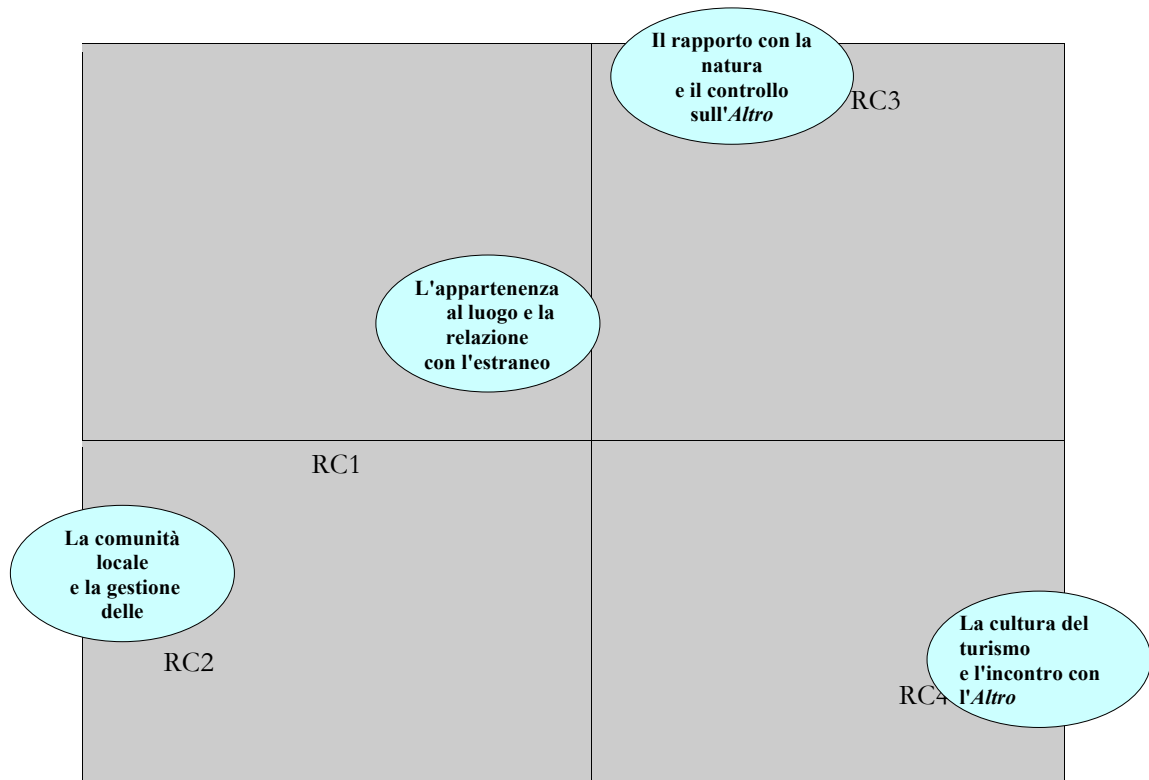 Il rapporto con la
natura
e il controllo
sull'Altro
RC3
L'appartenenza
al luogo e la
relazione
con l'estraneo
RC1
La comunità
locale
e la gestione
delle
RC2
La cultura del
turismo
e l'incontro con
l'Altro
RC4